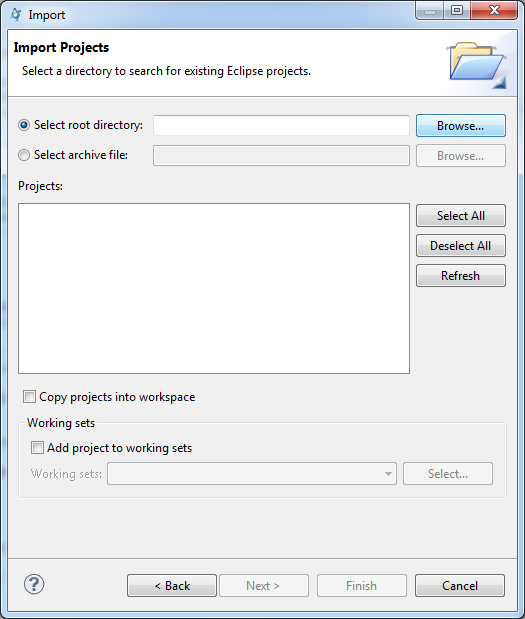 Import
Import Projects
Select a directory to search for existing Eclipse projects.
Select root directory: Browse...
Select archive file: Browse...
Projects:
Select All
Deselect All
Refresh
Copy projects into workspace
Working sets
Add project to working sets
Working sets: Select...
? < Back Next > Finish Cancel